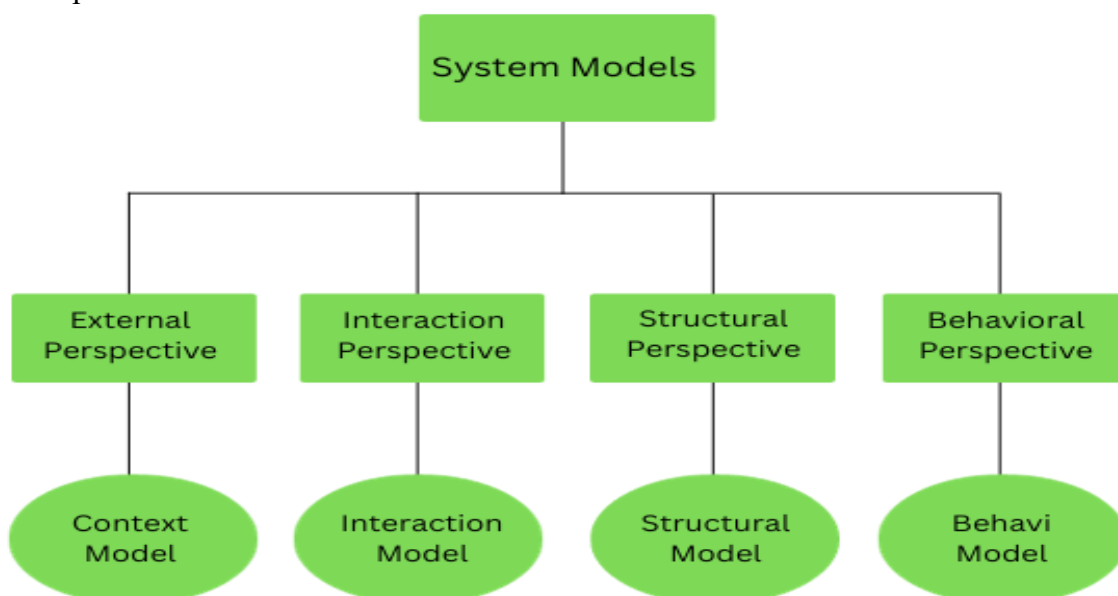 System Models
External
Perspective
Interaction
Perspective
Structural
Perspective
Behavioral
Perspective
Context
Model
Interaction
Model
Structural
Model
Behavi
Model